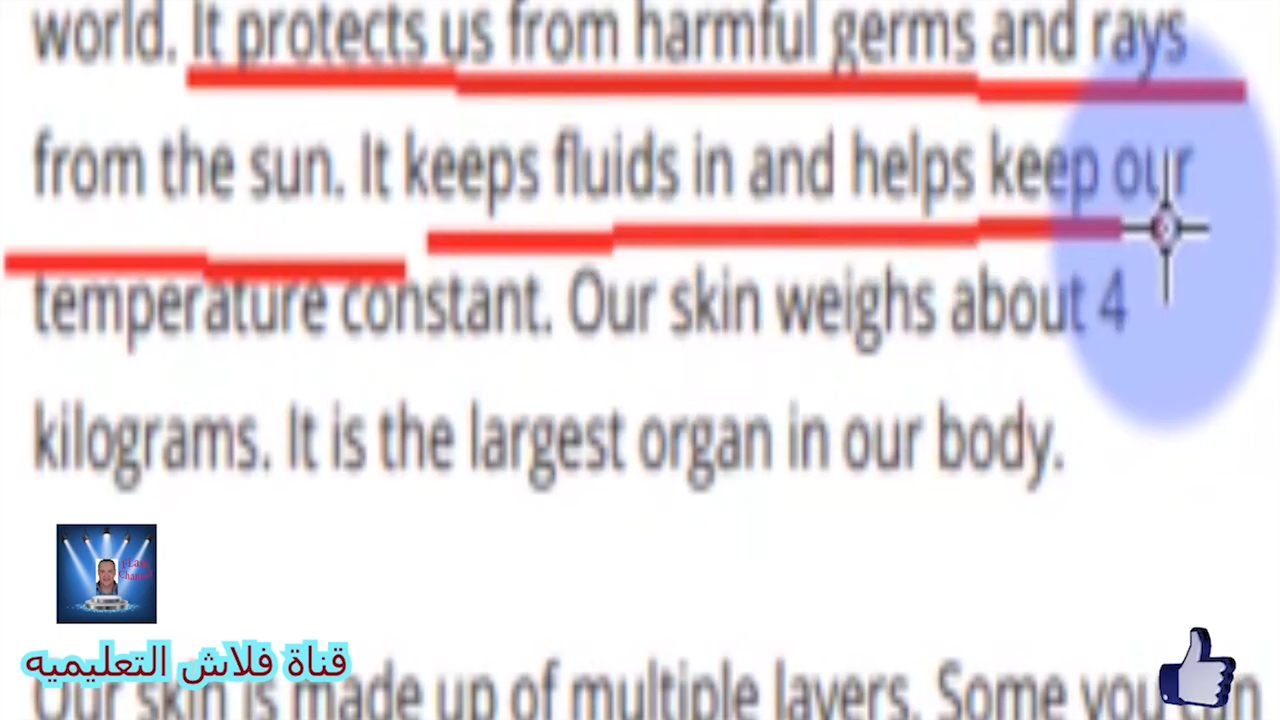 world. It protects us from harmful germs and rays
from the sun. It keeps fluids in and helps keep our
temperature constant. Our skin weighs about 4
kilograms. It is the largest organ in our body.
Flash
Channel
قناة فلاش التعليميه
Our skin is made up of multiple layers. Some you